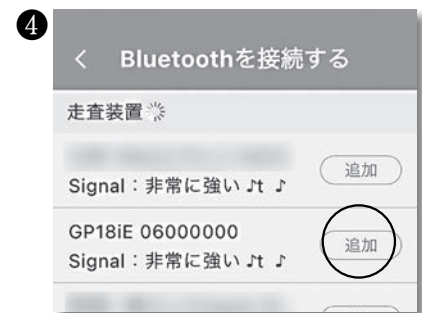 ❹
< Bluetoothを接続する
走査装置
追加
Signal：非常に強い ♪t ♪
GP18iE 06000000
追加
Signal：非常に強い ♪t ♪